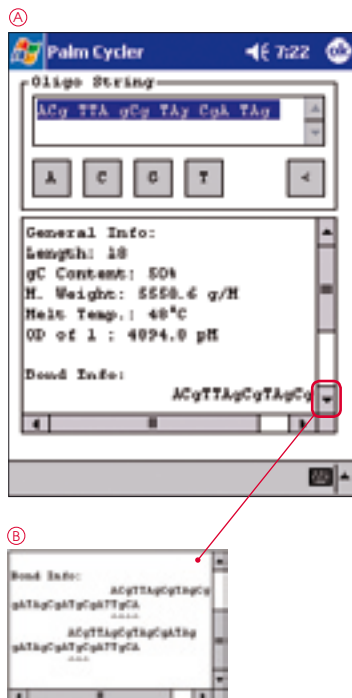 A
Palm Cycler 7:22 ok
Oligo String
ACg TTA gCg TAg CgA TAg
A C G T <
General Info:
Length: 18
gC Content: 50%
M. Weight: 5558.6 g/M
Melt Temp.: 48°C
OD of 1 : 4094.0 pM
Bond Info:
ACgTTAgCgTAgCg
B
Bond Info:
ACgTTAgCgTAgCg
gATAgCgATgCgATTgCA
^^^^
ACgTTAgCgTAgCgATAg
gATAgCgATgCgATTgCA
^^^